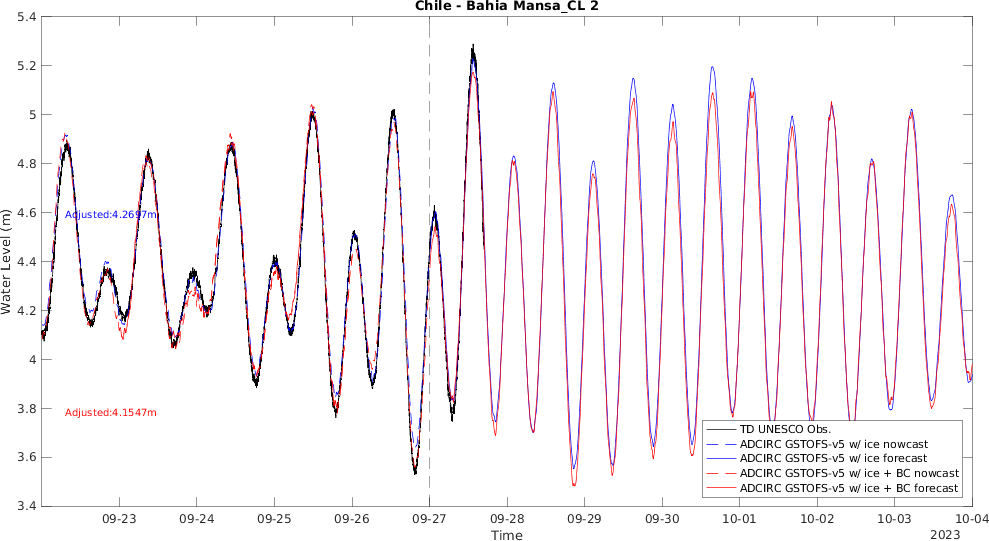 Chile - Bahia Mansa_CL 2
5.4
5.2
5
4.8
4.6
4.4
4.2
4
3.8
3.6
3.4
Water Level (m)
Adjusted:4.2697m
Adjusted:4.1547m
TD UNESCO Obs.
ADCIRC GSTOFS-v5 w/ ice nowcast
ADCIRC GSTOFS-v5 w/ ice forecast
ADCIRC GSTOFS-v5 w/ ice + BC nowcast
ADCIRC GSTOFS-v5 w/ ice + BC forecast
09-23 09-24 09-25 09-26 09-27 09-28 09-29 09-30 10-01 10-02 10-03 10-04
Time
2023